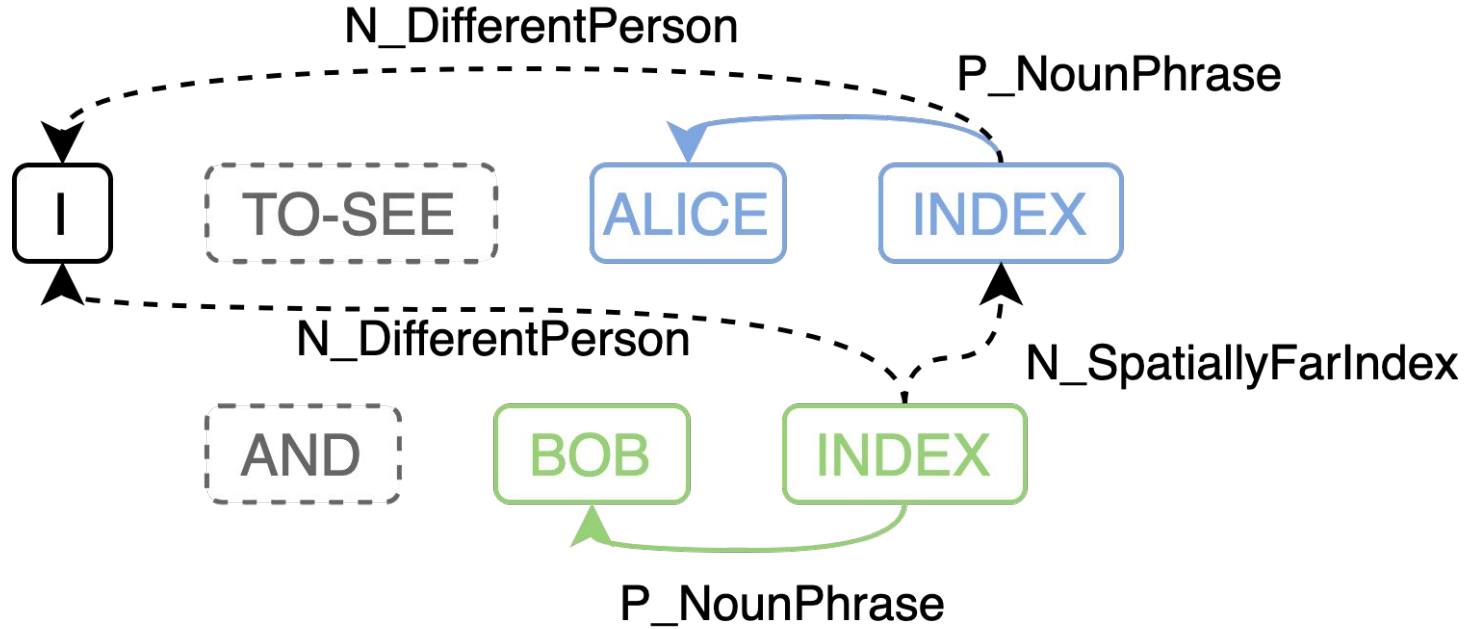 N_DifferentPerson
P_NounPhrase
I TO-SEE ALICE INDEX
N_DifferentPerson
N_SpatiallyFarIndex
AND BOB INDEX
P_NounPhrase